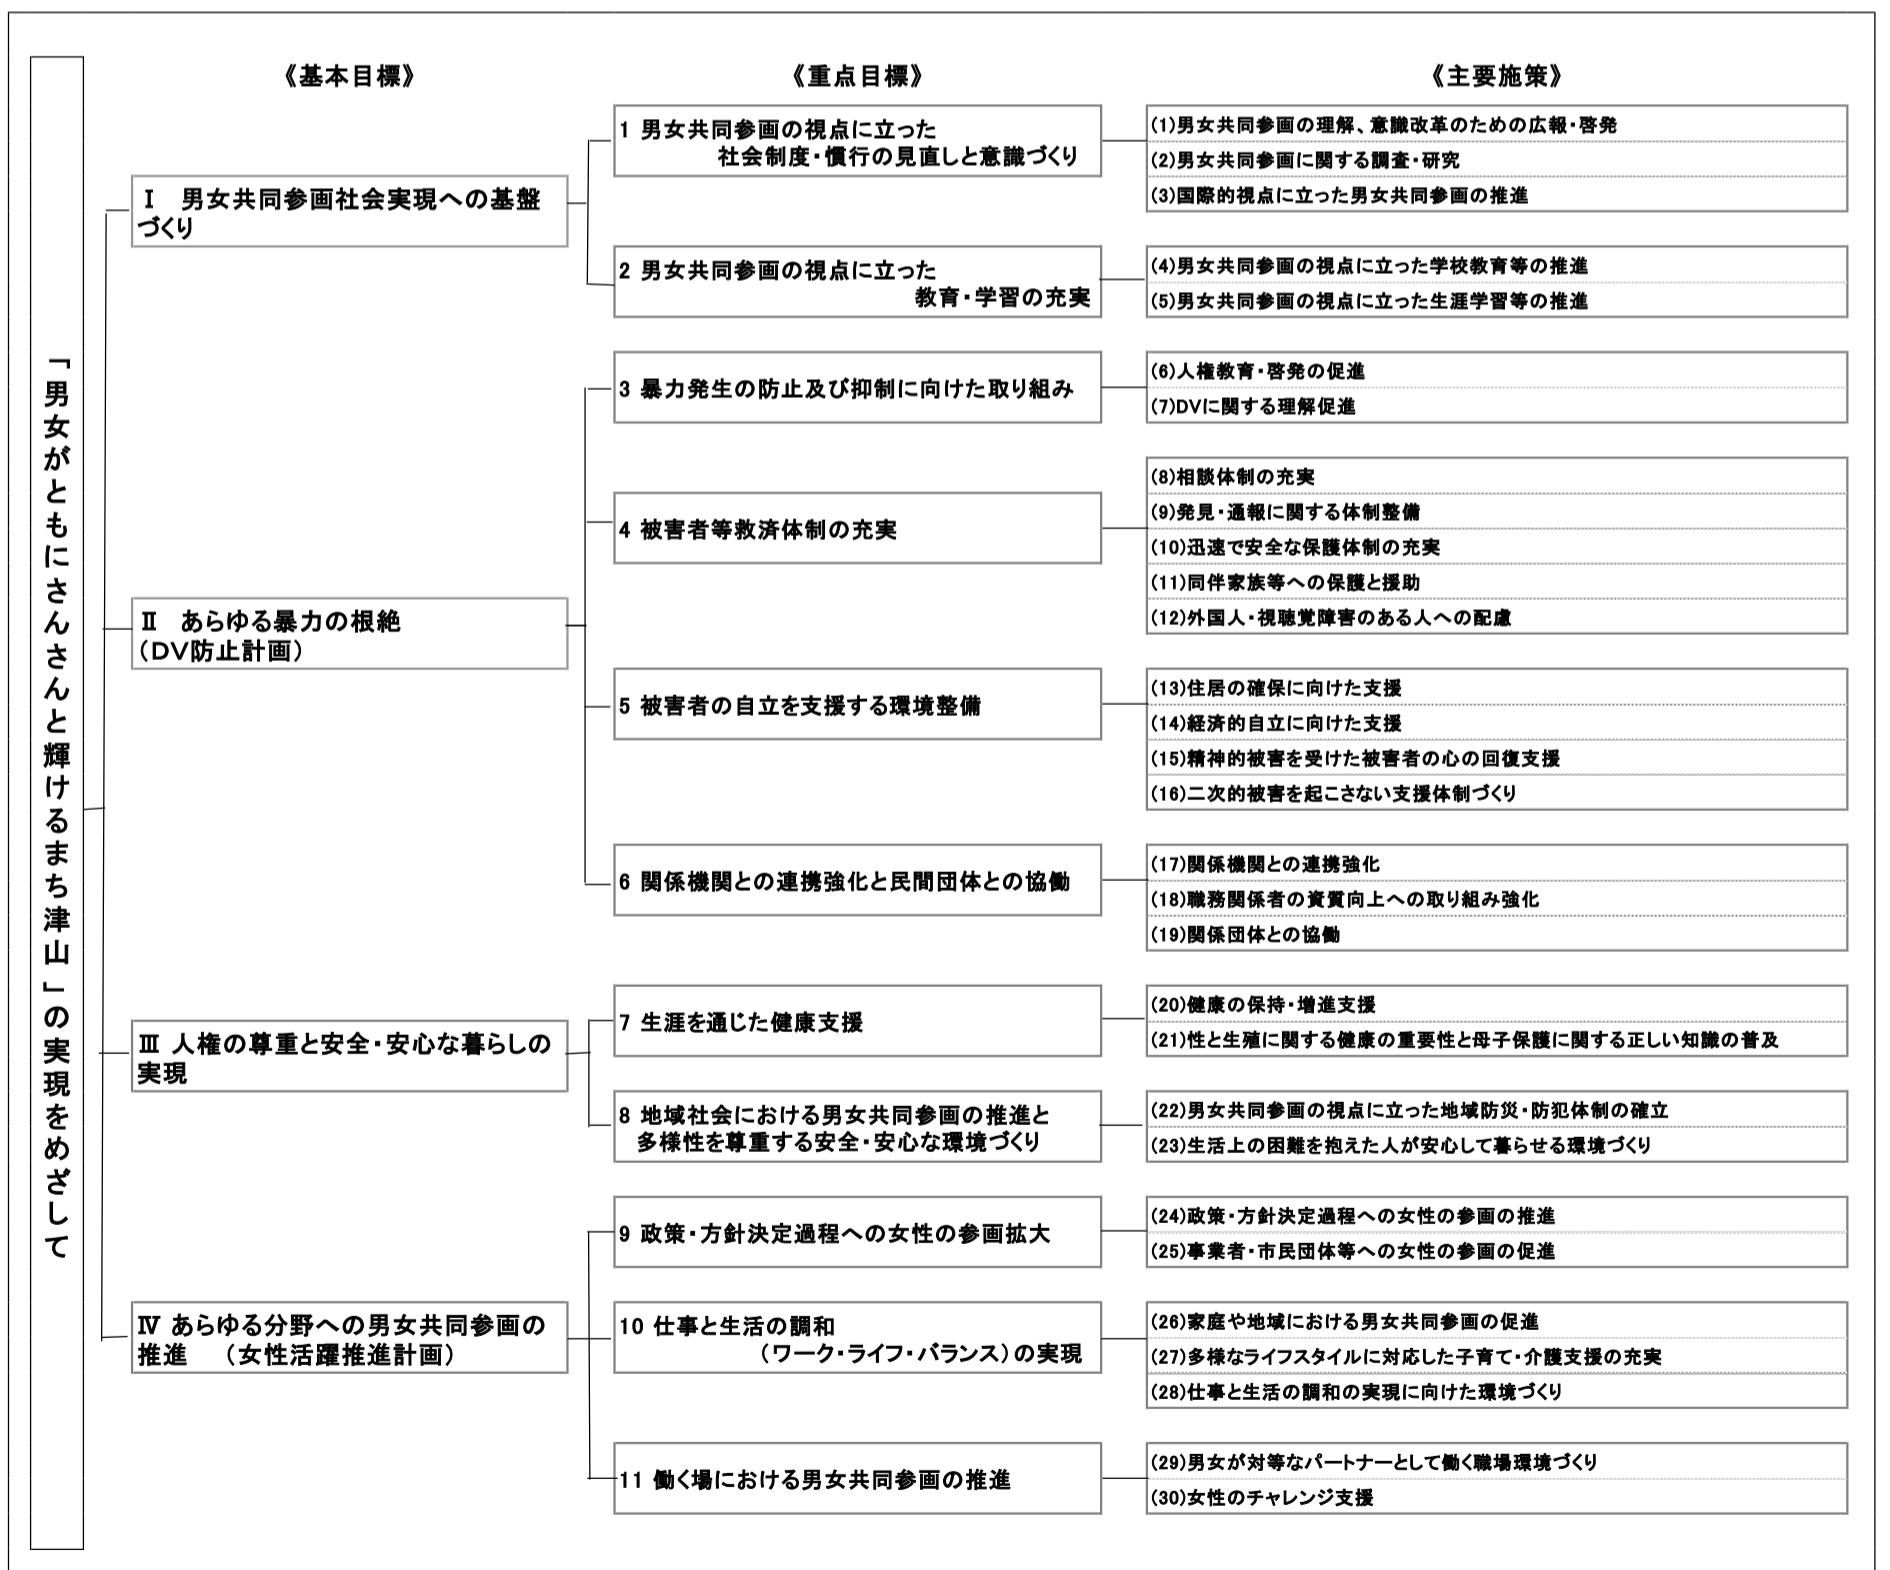 「男女がともにさんさんと輝けるまち津山」の実現をめざして
《基本目標》
《重点目標》
《主要施策》
Ⅰ　男女共同参画社会実現への基盤
づくり
1 男女共同参画の視点に立った
社会制度・慣行の見直しと意識づくり
(1)男女共同参画の理解、意識改革のための広報・啓発
(2)男女共同参画に関する調査・研究
(3)国際的視点に立った男女共同参画の推進
2 男女共同参画の視点に立った
教育・学習の充実
(4)男女共同参画の視点に立った学校教育等の推進
(5)男女共同参画の視点に立った生涯学習等の推進
Ⅱ　あらゆる暴力の根絶
（DV防止計画）
3 暴力発生の防止及び抑制に向けた取り組み
(6)人権教育・啓発の促進
(7)DVに関する理解促進
4 被害者等救済体制の充実
(8)相談体制の充実
(9)発見・通報に関する体制整備
(10)迅速で安全な保護体制の充実
(11)同伴家族等への保護と援助
(12)外国人・視聴覚障害のある人への配慮
5 被害者の自立を支援する環境整備
(13)住居の確保に向けた支援
(14)経済的自立に向けた支援
(15)精神的被害を受けた被害者の心の回復支援
(16)二次的被害を起こさない支援体制づくり
6 関係機関との連携強化と民間団体との協働
(17)関係機関との連携強化
(18)職務関係者の資質向上への取り組み強化
(19)関係団体との協働
Ⅲ 人権の尊重と安全・安心な暮らしの
実現
7 生涯を通じた健康支援
(20)健康の保持・増進支援
(21)性と生殖に関する健康の重要性と母子保護に関する正しい知識の普及
8 地域社会における男女共同参画の推進と
多様性を尊重する安全・安心な環境づくり
(22)男女共同参画の視点に立った地域防災・防犯体制の確立
(23)生活上の困難を抱えた人が安心して暮らせる環境づくり
Ⅳ あらゆる分野への男女共同参画の
推進　（女性活躍推進計画）
9 政策・方針決定過程への女性の参画拡大
(24)政策・方針決定過程への女性の参画の推進
(25)事業者・市民団体等への女性の参画の促進
10 仕事と生活の調和
（ワーク・ライフ・バランス）の実現
(26)家庭や地域における男女共同参画の促進
(27)多様なライフスタイルに対応した子育て・介護支援の充実
(28)仕事と生活の調和の実現に向けた環境づくり
11 働く場における男女共同参画の推進
(29)男女が対等なパートナーとして働く職場環境づくり
(30)女性のチャレンジ支援